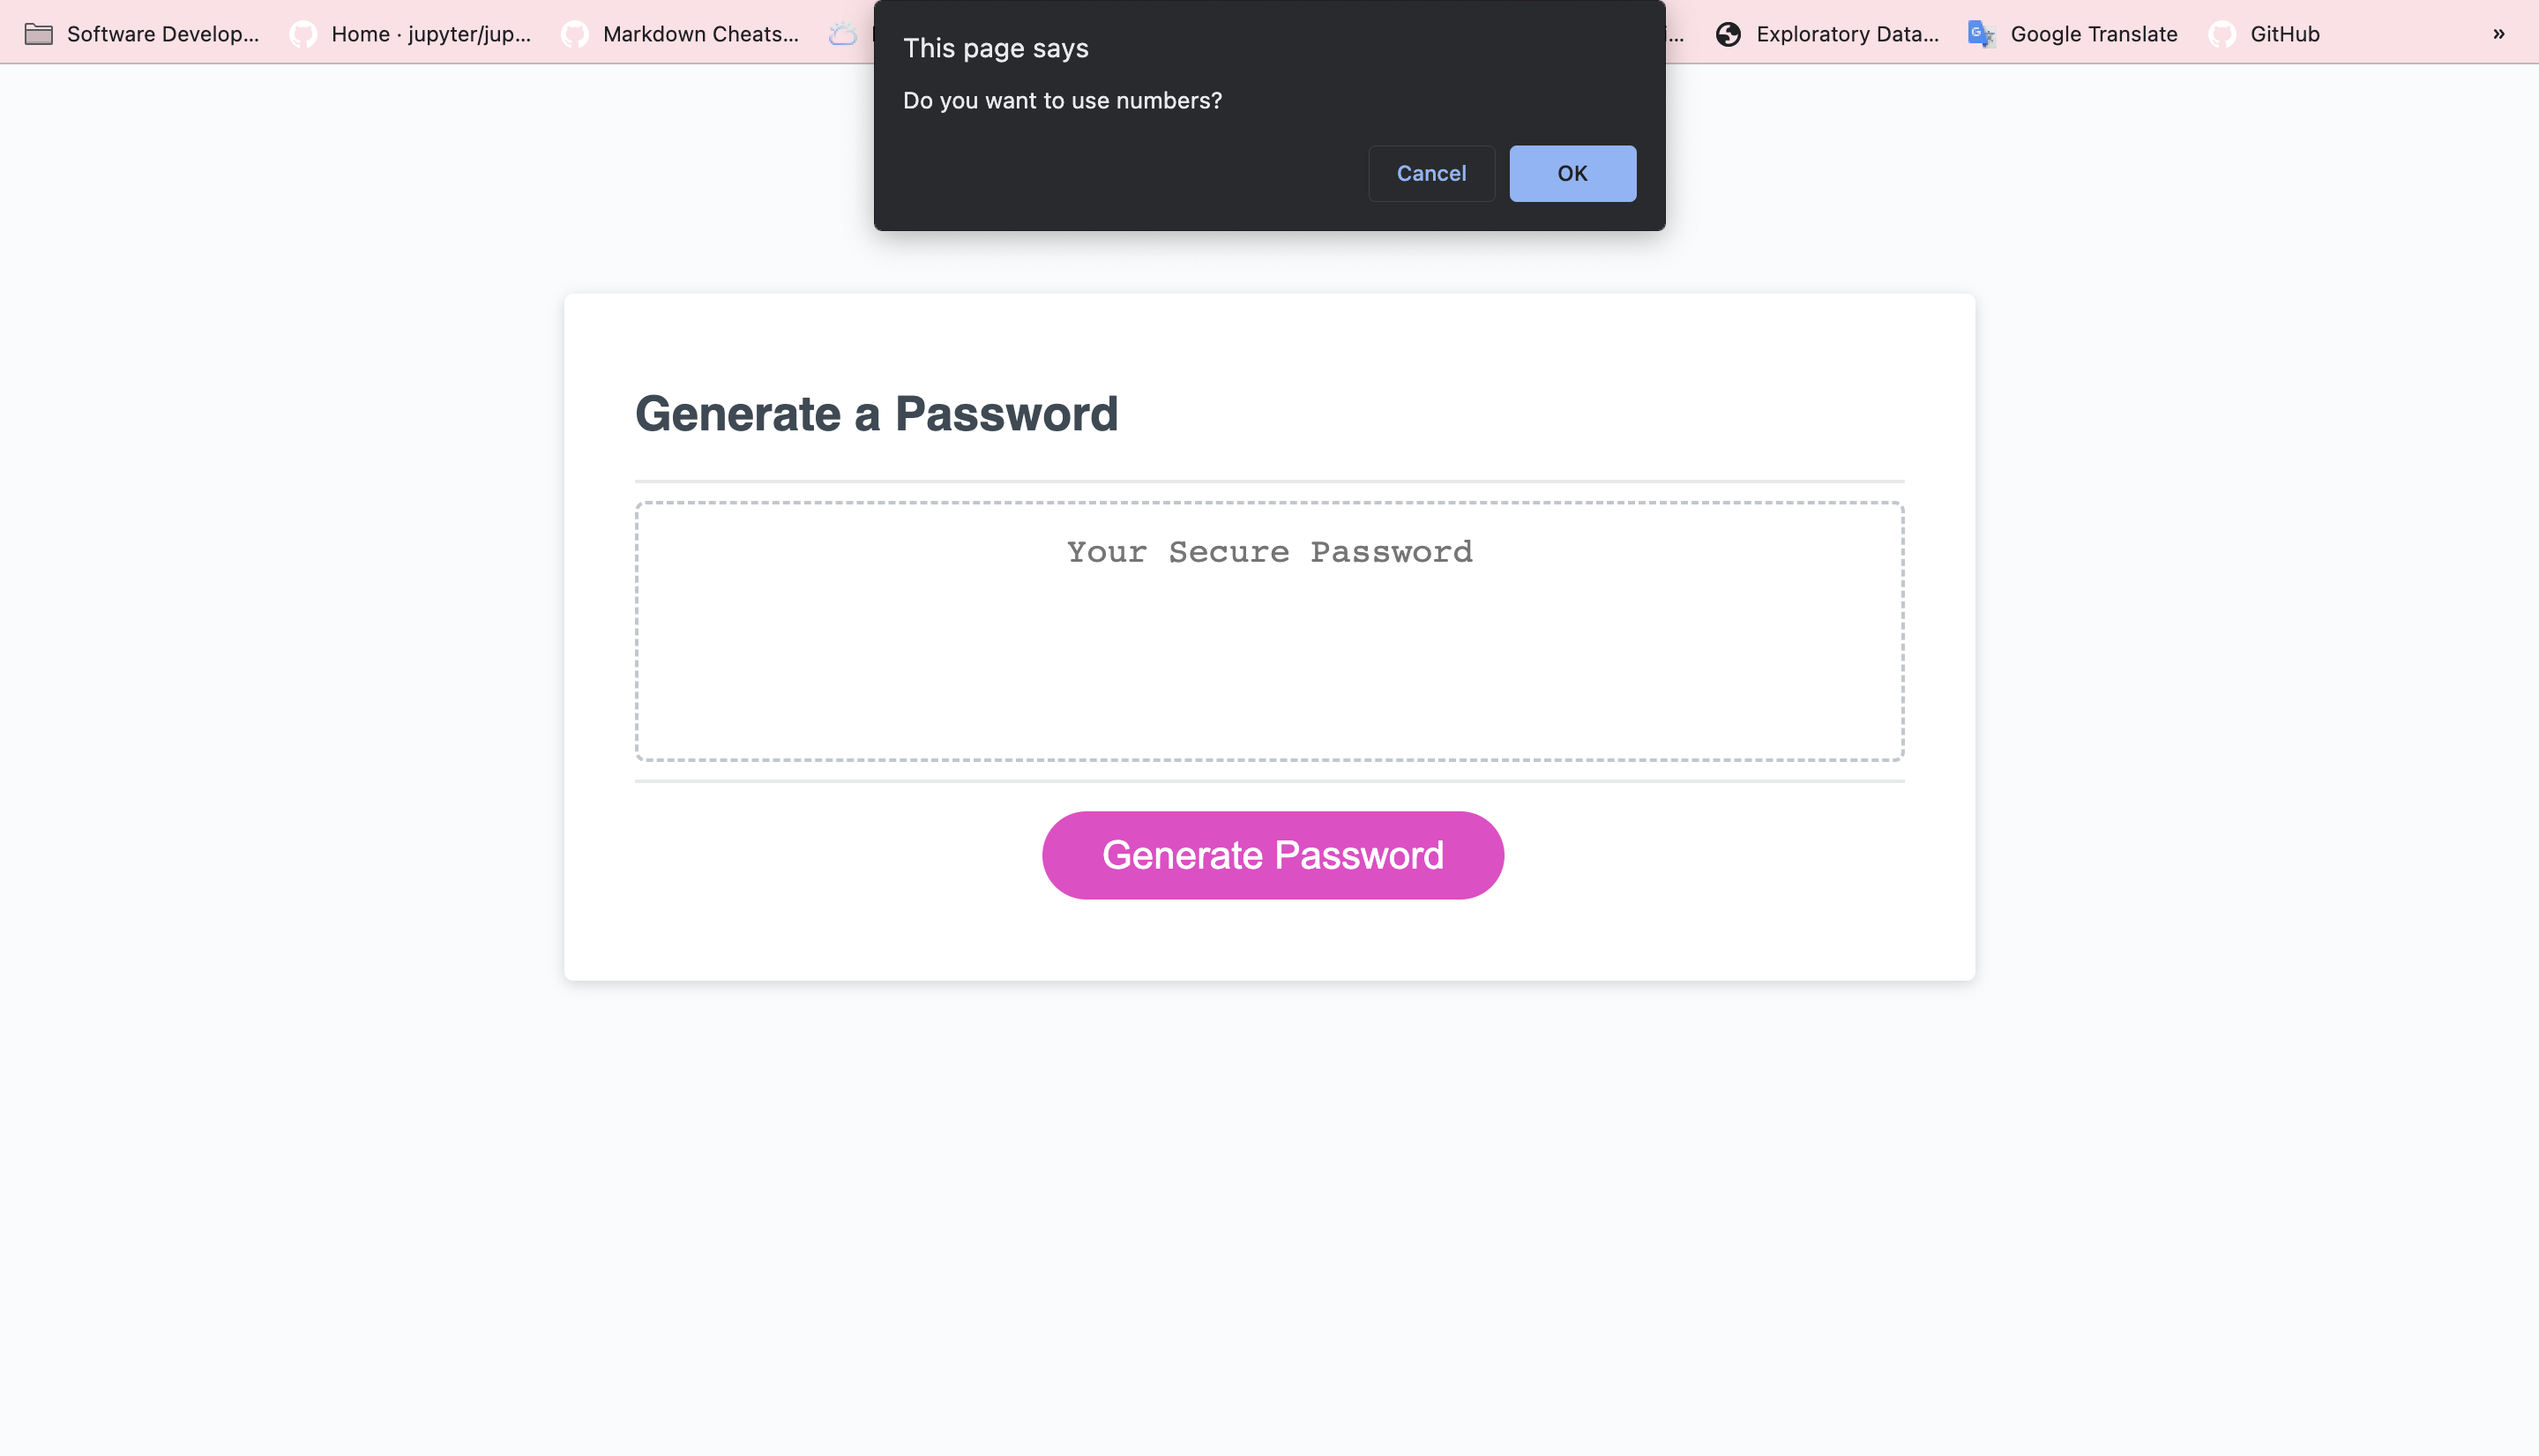 Software Develop...
Home · jupyter/jup...
Markdown Cheats...
Exploratory Data...
Google Translate
GitHub
»
This page says
Do you want to use numbers?
Cancel
OK
Generate a Password
Your Secure Password
Generate Password